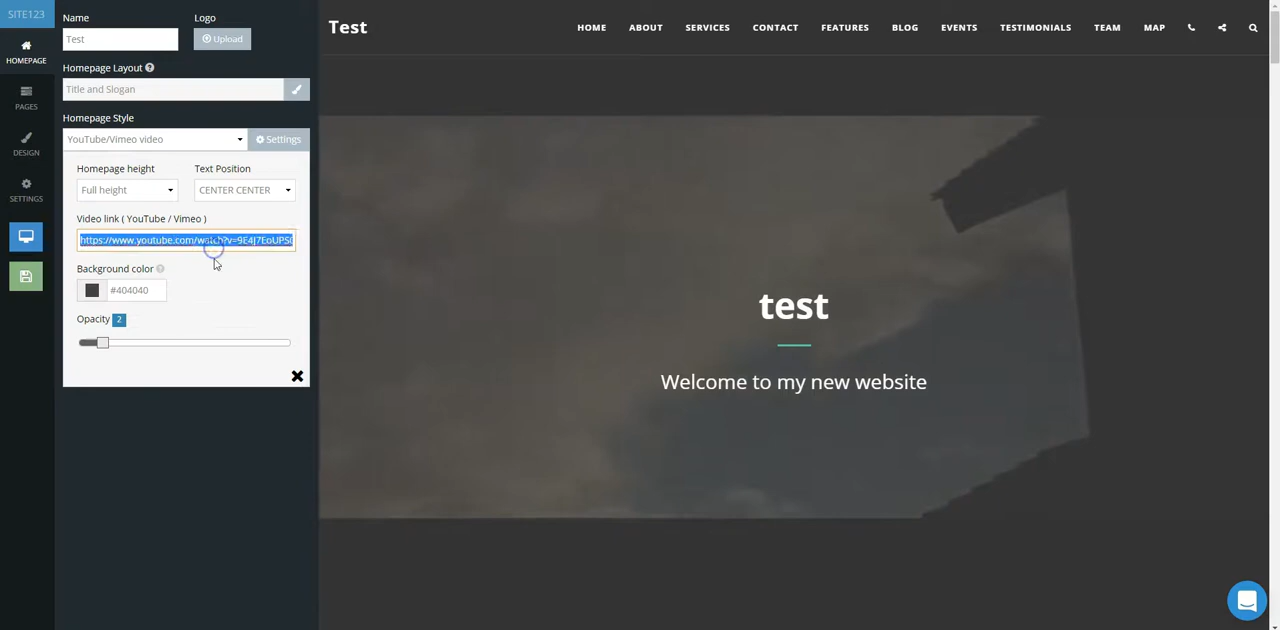 SITE123
Name
Logo
Test
Upload
HOMEPAGE
Homepage Layout
Title and Slogan
PAGES
Homepage Style
YouTube/Vimeo video
Settings
DESIGN
Homepage height
Text Position
Full height
CENTER CENTER
SETTINGS
Video link ( YouTube / Vimeo )
Background color
#404040
Opacity 2
Test
HOME ABOUT SERVICES CONTACT FEATURES BLOG EVENTS TESTIMONIALS TEAM MAP
test
Welcome to my new website